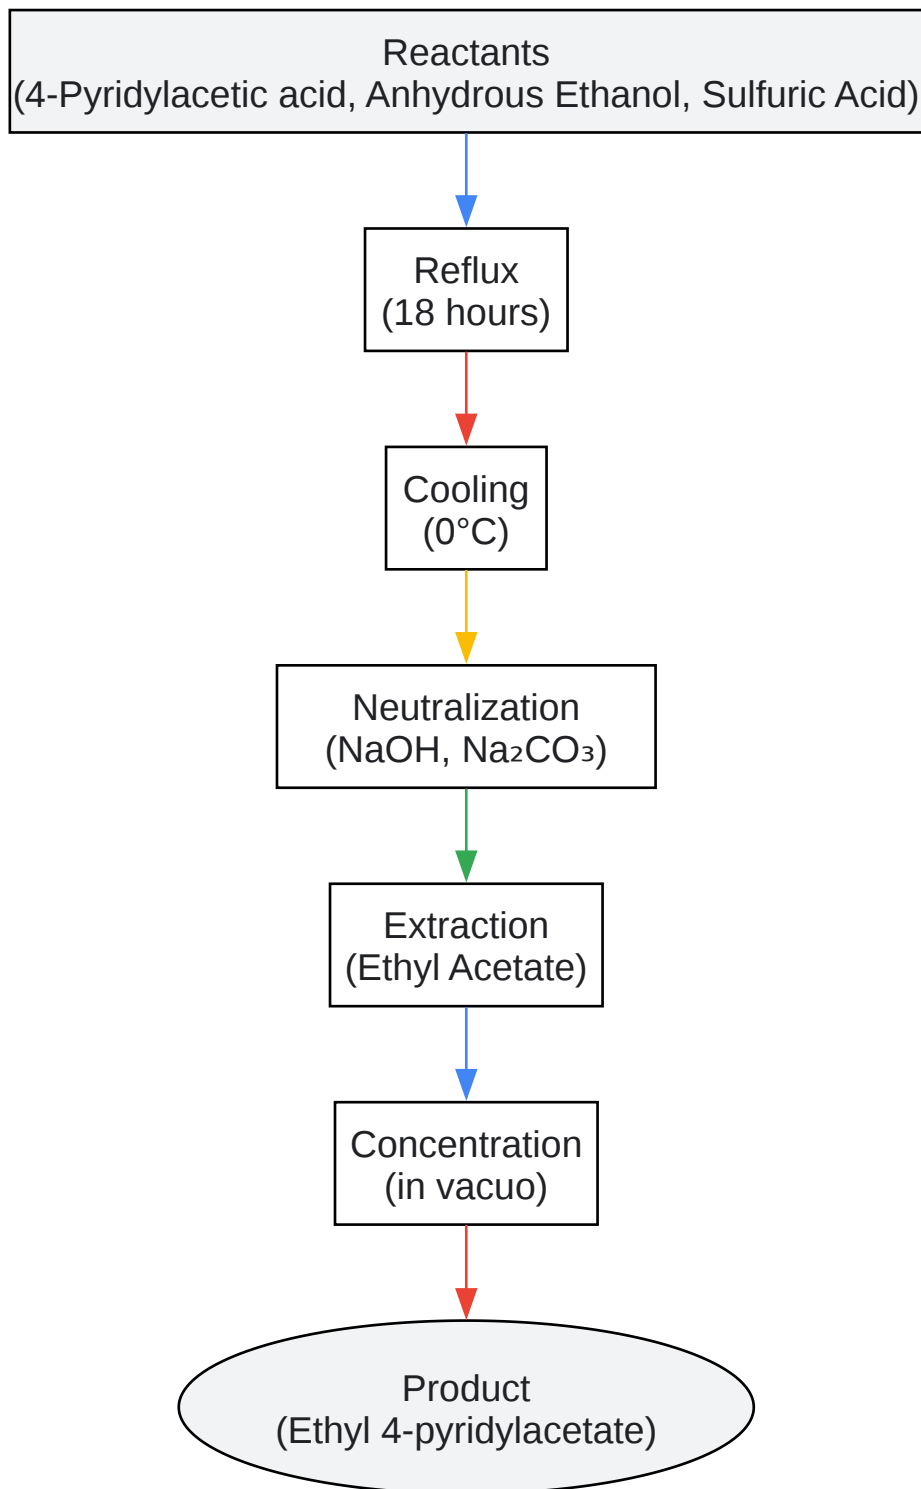 Reactants
(4-Pyridylacetic acid, Anhydrous Ethanol, Sulfuric Acid)
Reflux
(18 hours)
Cooling
(0°C)
Neutralization
(NaOH, Na₂CO₃)
Extraction
(Ethyl Acetate)
Concentration
(in vacuo)
Product
(Ethyl 4-pyridylacetate)